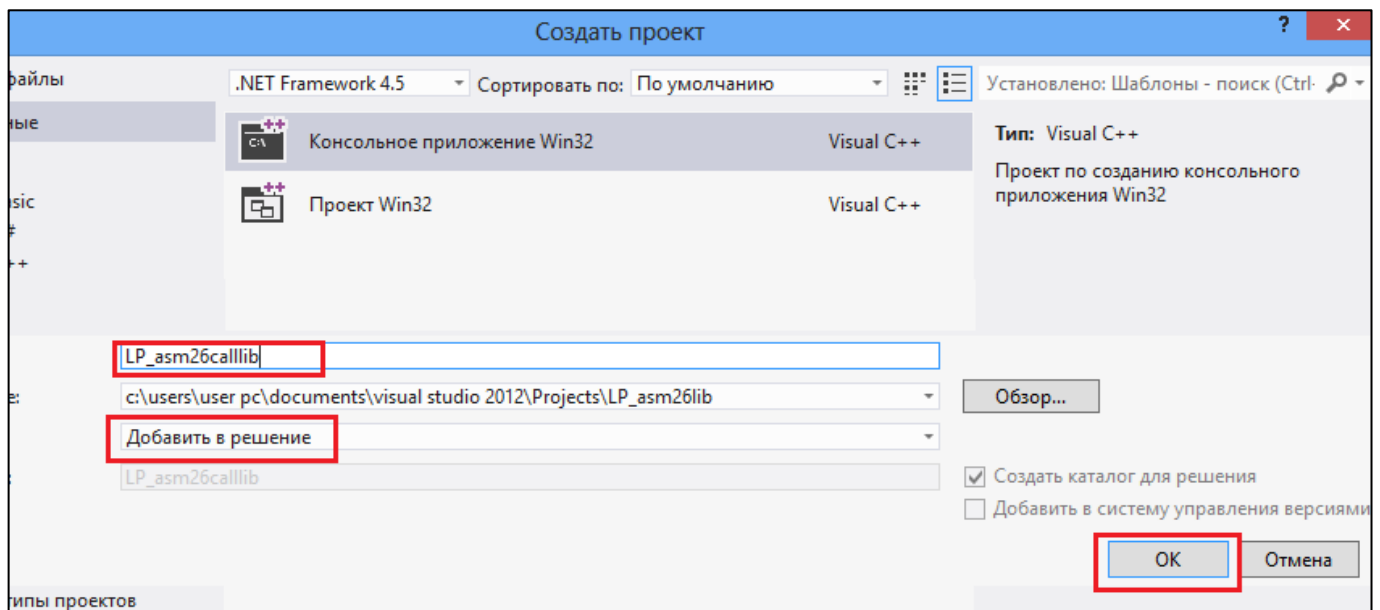 Создать проект
? ×
файлы
.NET Framework 4.5 Сортировать по: По умолчанию
Установлено: Шаблоны - поиск (Ctrl-
ные
Консольное приложение Win32 Visual C++
Тип: Visual C++
Проект по созданию консольного
приложения Win32
Проект Win32 Visual C++
sic
#
++
LP_asm26calllib
е: c:\users\user pc\documents\visual studio 2012\Projects\LP_asm26lib Обзор...
Добавить в решение
LP_asm26calllib
Создать каталог для решения
Добавить в систему управления версиями
OK Отмена
типы проектов